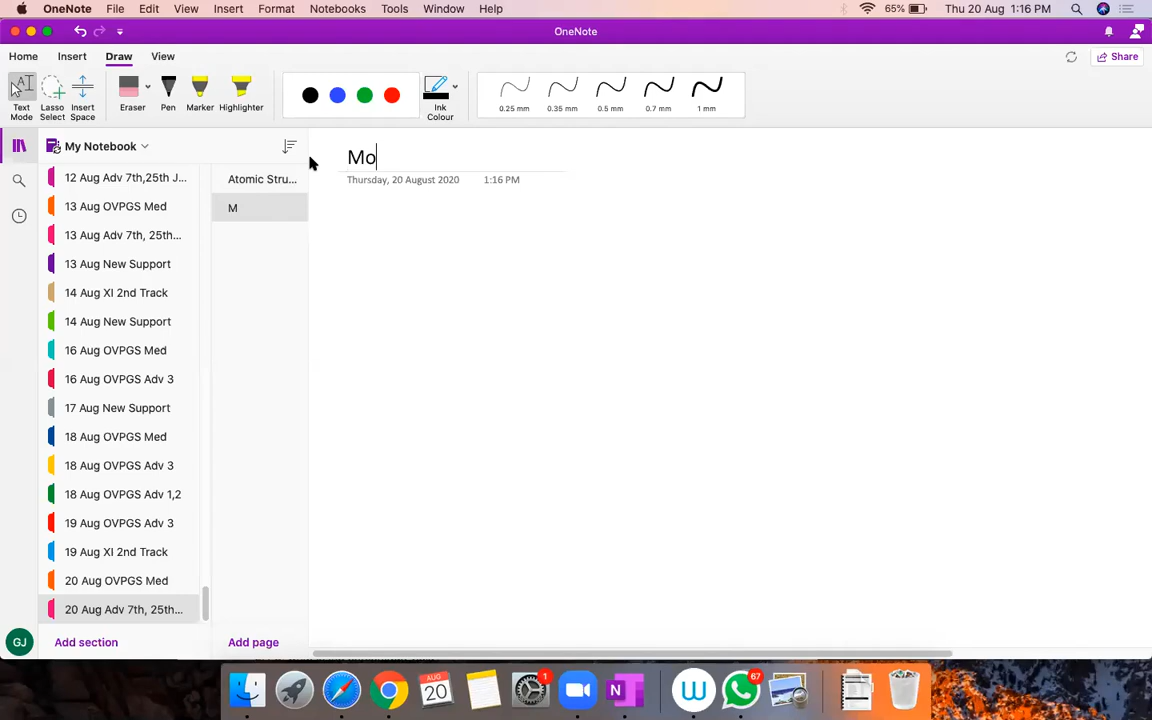 OneNote File Edit View Insert Format Notebooks Tools Window Help 65% Thu 20 Aug 1:16 PM
OneNote
Home Insert Draw View Share
Text Mode Lasso Select Insert Space Eraser Pen Marker Highlighter Ink Colour 0.25 mm 0.35 mm 0.5 mm 0.7 mm 1 mm
My Notebook
Mo
Thursday, 20 August 2020 1:16 PM
12 Aug Adv 7th,25th J...
13 Aug OVPGS Med
13 Aug Adv 7th, 25th...
13 Aug New Support
14 Aug XI 2nd Track
14 Aug New Support
16 Aug OVPGS Med
16 Aug OVPGS Adv 3
17 Aug New Support
18 Aug OVPGS Med
18 Aug OVPGS Adv 3
18 Aug OVPGS Adv 1,2
19 Aug OVPGS Adv 3
19 Aug XI 2nd Track
20 Aug OVPGS Med
20 Aug Adv 7th, 25th...
Atomic Stru...
M
GJ Add section Add page
AUG
20
1
N
W
67